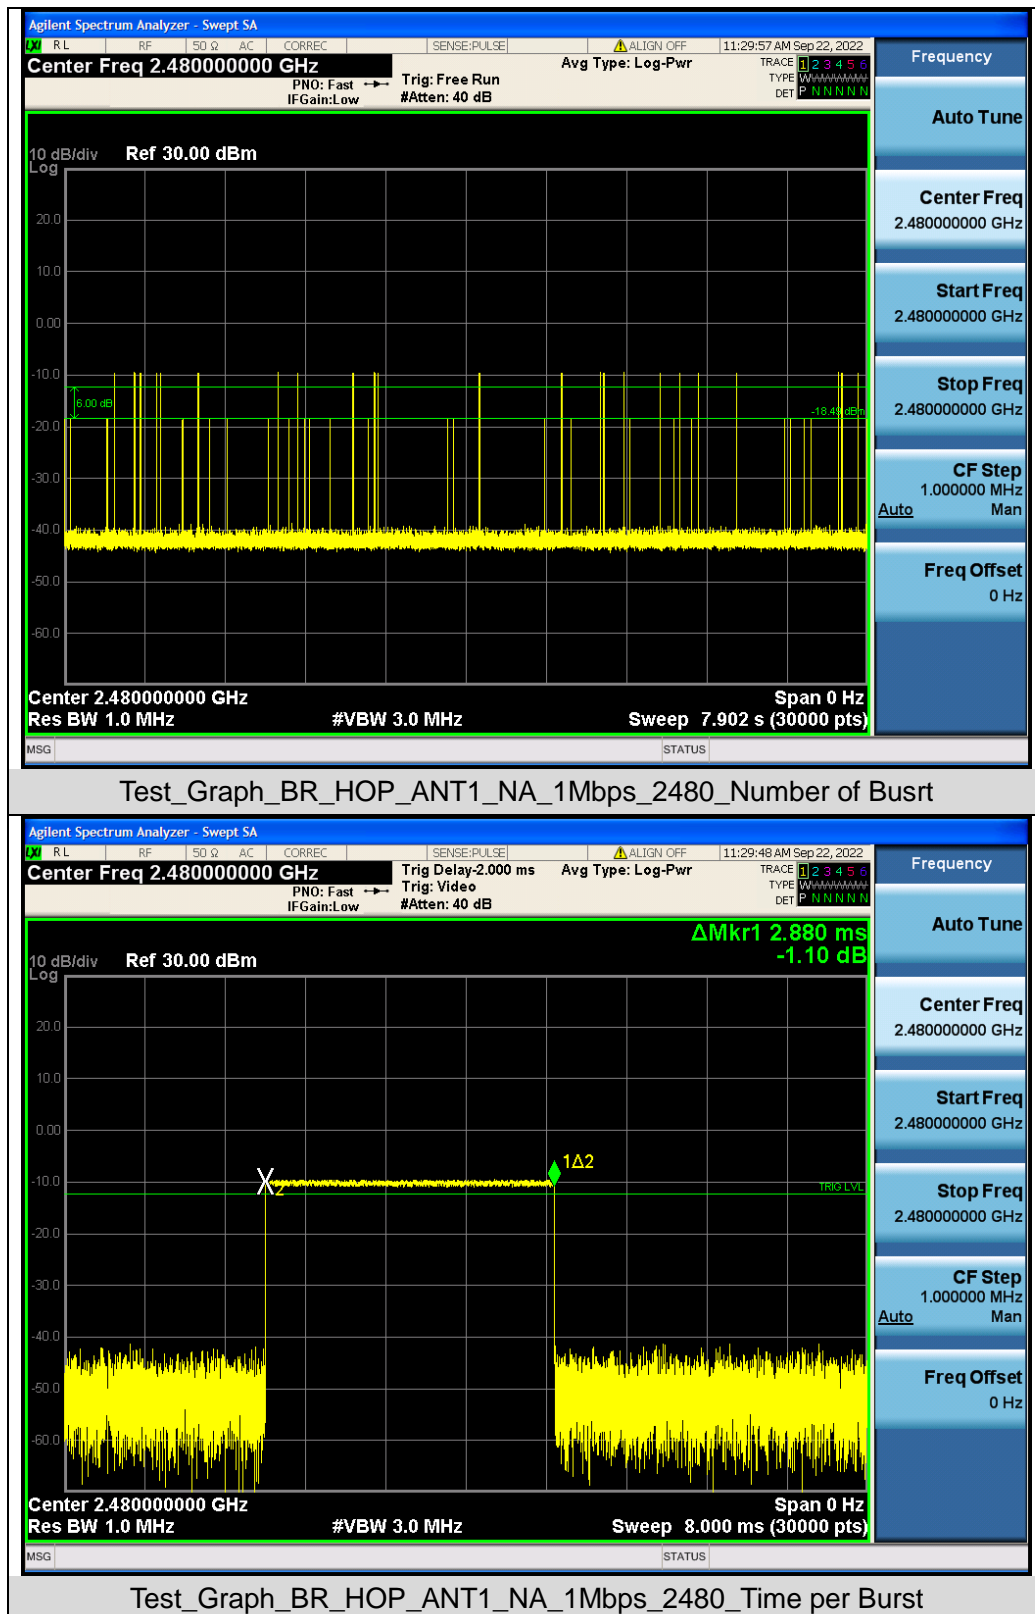 Agilent Spectrum Analyzer - Swept SA
LXI RL RF 50 Ω AC CORREC SENSE:PULSE ALIGN OFF 11:29:57 AM Sep 22, 2022
Center Freq 2.480000000 GHz
PNO: Fast
IFGain:Low
Trig: Free Run
#Atten: 40 dB
Avg Type: Log-Pwr
TRACE 1 2 3 4 5 6
TYPE W
DET P N N N N N
10 dB/div Ref 30.00 dBm
Log
20.0
10.0
0.00
-10.0
-20.0
-30.0
-40.0
-50.0
-60.0
6.00 dB
-18.49 dBm
Center 2.480000000 GHz Span 0 Hz
Res BW 1.0 MHz #VBW 3.0 MHz Sweep 7.902 s (30000 pts)
MSG STATUS
Frequency
Auto Tune
Center Freq
2.480000000 GHz
Start Freq
2.480000000 GHz
Stop Freq
2.480000000 GHz
CF Step
1.000000 MHz
Auto Man
Freq Offset
0 Hz
Test_Graph_BR_HOP_ANT1_NA_1Mbps_2480_Number of Busrt
Agilent Spectrum Analyzer - Swept SA
LXI RL RF 50 Ω AC CORREC SENSE:PULSE ALIGN OFF 11:29:48 AM Sep 22, 2022
Center Freq 2.480000000 GHz
PNO: Fast
IFGain:Low
Trig Delay-2.000 ms
Trig: Video
#Atten: 40 dB
Avg Type: Log-Pwr
TRACE 1 2 3 4 5 6
TYPE W
DET P N N N N N
ΔMkr1 2.880 ms
-1.10 dB
10 dB/div Ref 30.00 dBm
Log
20.0
10.0
0.00
-10.0
-20.0
-30.0
-40.0
-50.0
-60.0
X2
1Δ2
TRIG LVL
Center 2.480000000 GHz Span 0 Hz
Res BW 1.0 MHz #VBW 3.0 MHz Sweep 8.000 ms (30000 pts)
MSG STATUS
Frequency
Auto Tune
Center Freq
2.480000000 GHz
Start Freq
2.480000000 GHz
Stop Freq
2.480000000 GHz
CF Step
1.000000 MHz
Auto Man
Freq Offset
0 Hz
Test_Graph_BR_HOP_ANT1_NA_1Mbps_2480_Time per Burst